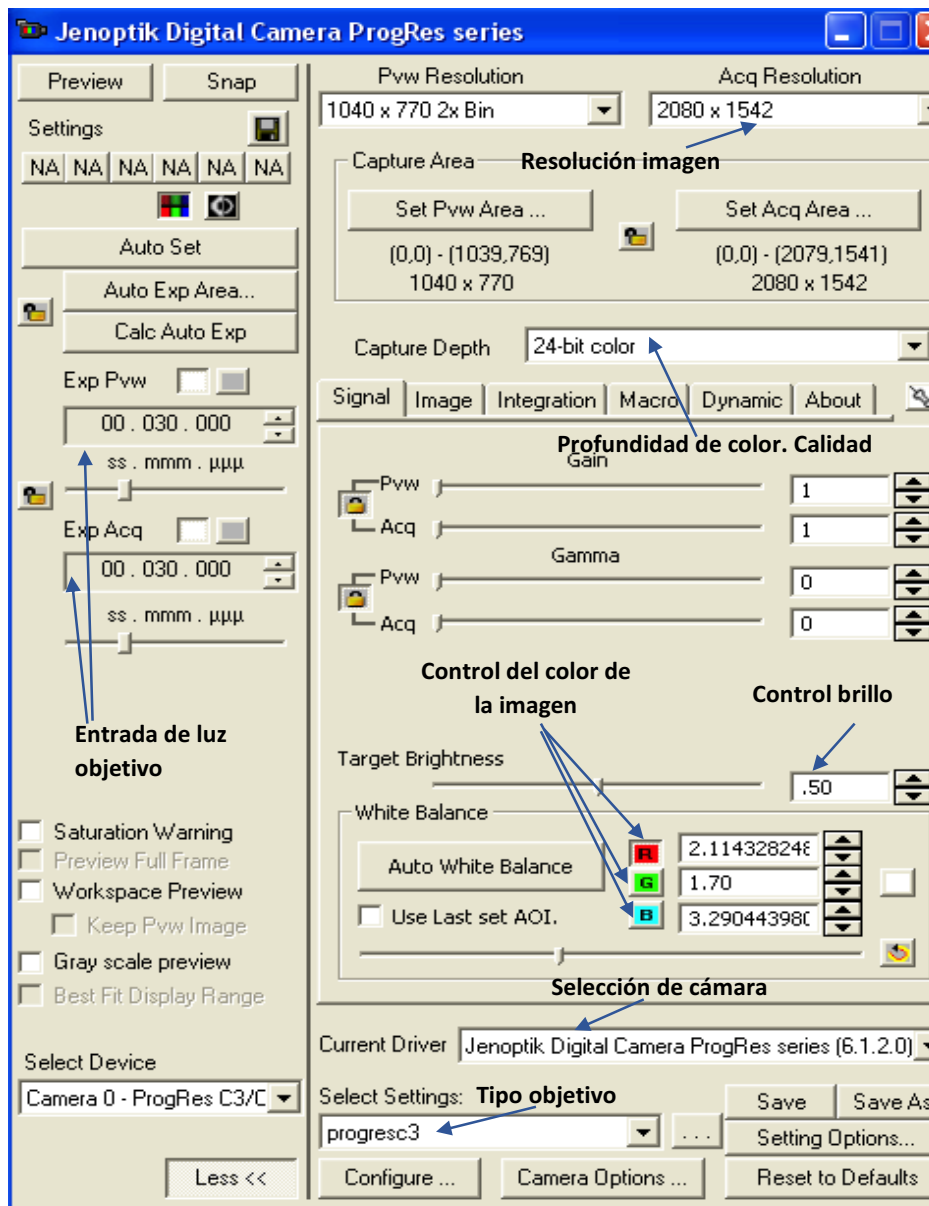 Jenoptik Digital Camera ProgRes series
Preview
Snap
Settings
NA NA NA NA NA NA
Auto Set
Auto Exp Area...
Calc Auto Exp
Exp Pvw
00 . 030 . 000
ss . mmm . µµµ
Exp Acq
00 . 030 . 000
ss . mmm . µµµ
Entrada de luz
objetivo
Saturation Warning
Preview Full Frame
Workspace Preview
Keep Pvw Image
Gray scale preview
Best Fit Display Range
Select Device
Camera 0 - ProgRes C3/C
Less <<
Pvw Resolution
Acq Resolution
1040 x 770 2x Bin
2080 x 1542
Resolución imagen
Capture Area
Set Pvw Area ...
Set Acq Area ...
(0,0) - (1039,769)
(0,0) - (2079,1541)
1040 x 770
2080 x 1542
Capture Depth
24-bit color
Signal
Image
Integration
Macro
Dynamic
About
Profundidad de color. Calidad
Gain
Pvw
1
Acq
1
Gamma
Pvw
0
Acq
0
Control del color de
la imagen
Control brillo
Target Brightness
.50
White Balance
Auto White Balance
R
2.114328248
G
1.70
Use Last set AOI.
B
3.290443980
Selección de cámara
Current Driver
Jenoptik Digital Camera ProgRes series (6.1.2.0)
Select Settings:
Tipo objetivo
Save
Save As
progresc3
...
Setting Options...
Configure ...
Camera Options ...
Reset to Defaults